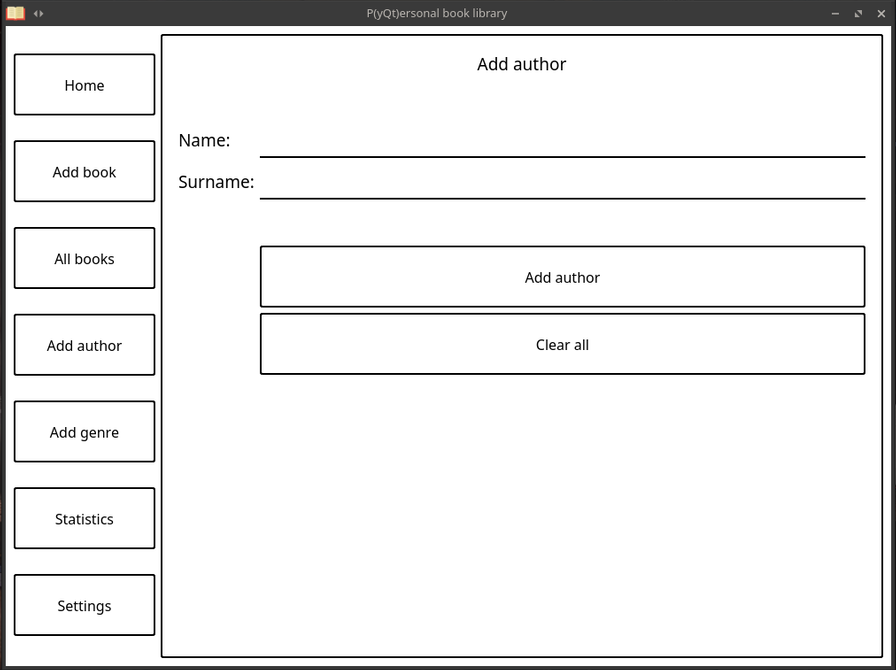 P(yQt)ersonal book library
Home
Add book
All books
Add author
Add genre
Statistics
Settings
Add author
Name:
Surname:
Add author
Clear all